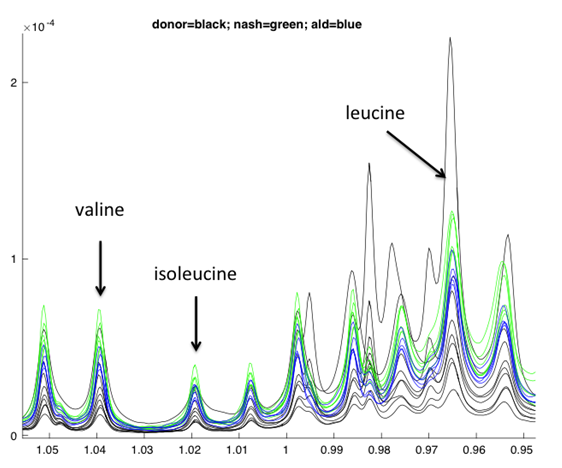 ×10⁻⁴
donor=black; nash=green; ald=blue
2
leucine
valine
1
isoleucine
0
1.05 1.04 1.03 1.02 1.01 1 0.99 0.98 0.97 0.96 0.95